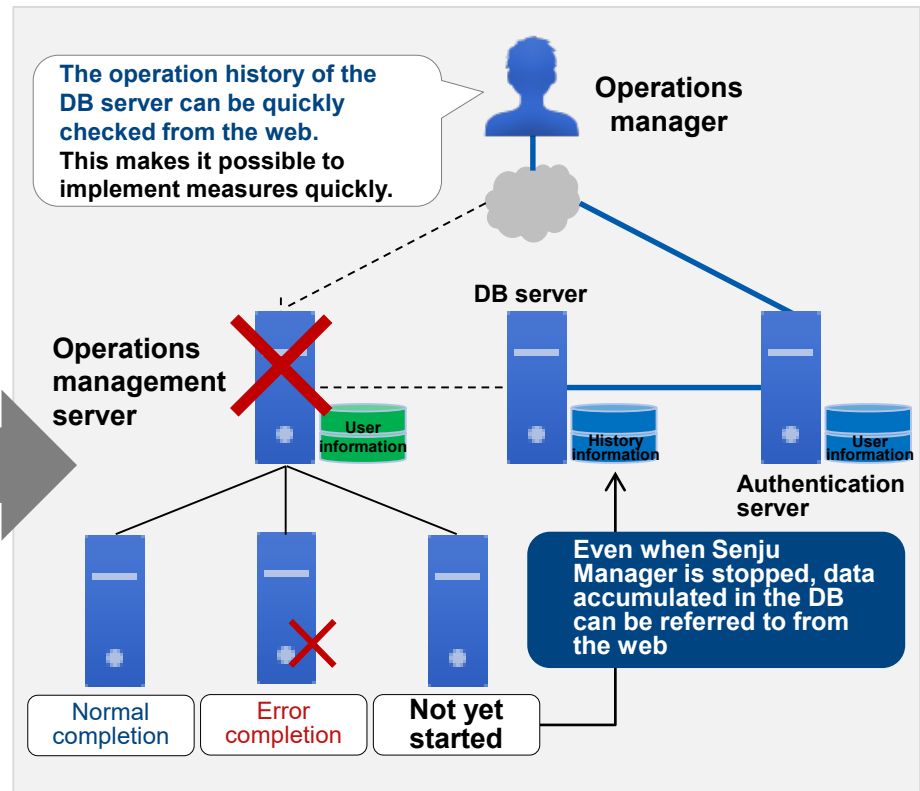 The operation history of the
DB server can be quickly
checked from the web.
This makes it possible to
implement measures quickly.
Operations
manager
DB server
Operations
management
server
User
information
History
information
User
information
Authentication
server
Even when Senju
Manager is stopped, data
accumulated in the DB
can be referred to from
the web
Normal
completion
Error
completion
Not yet
started